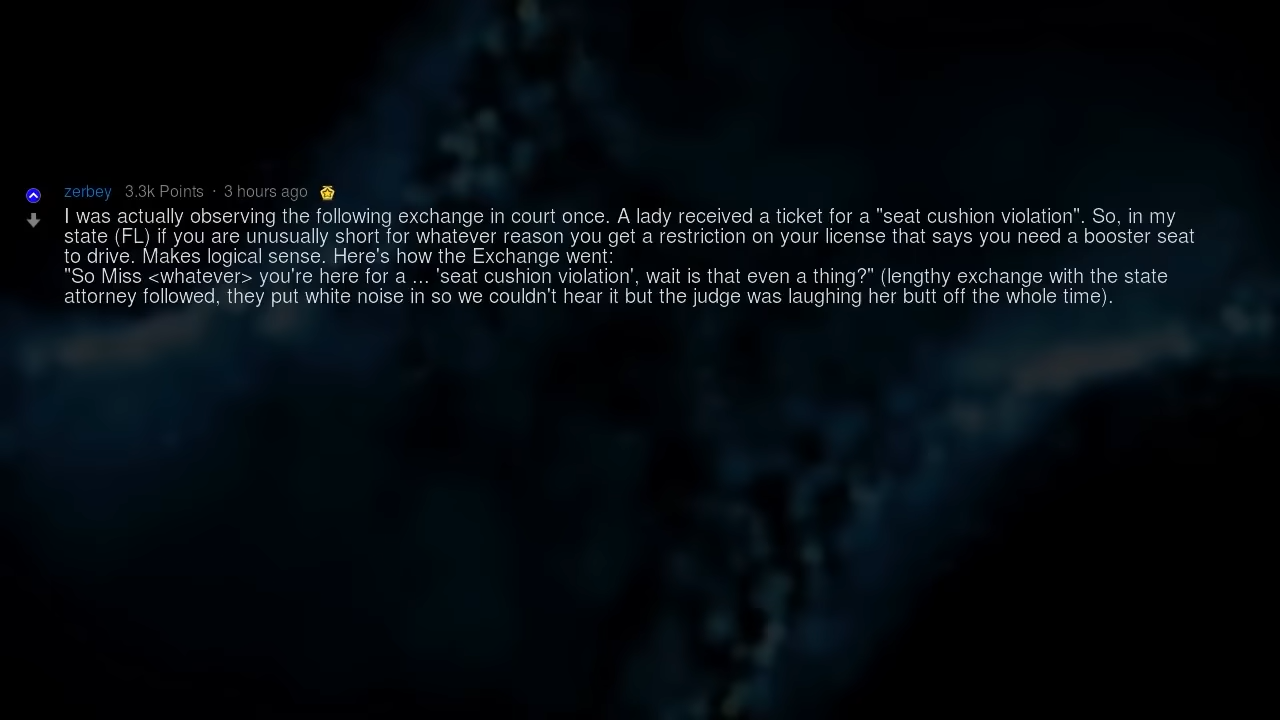 zerbey 3.3k Points · 3 hours ago
I was actually observing the following exchange in court once. A lady received a ticket for a "seat cushion violation". So, in my
state (FL) if you are unusually short for whatever reason you get a restriction on your license that says you need a booster seat
to drive. Makes logical sense. Here's how the Exchange went:
"So Miss <whatever> you're here for a ... 'seat cushion violation', wait is that even a thing?" (lengthy exchange with the state
attorney followed, they put white noise in so we couldn't hear it but the judge was laughing her butt off the whole time).